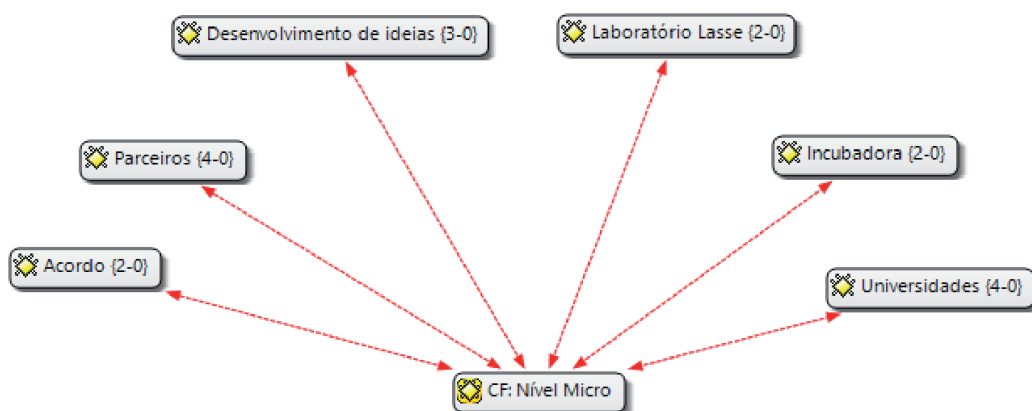 Desenvolvimento de ideias {3-0}
Laboratório Lasse {2-0}
Parceiros {4-0}
Incubadora {2-0}
Acordo {2-0}
Universidades {4-0}
CF: Nível Micro